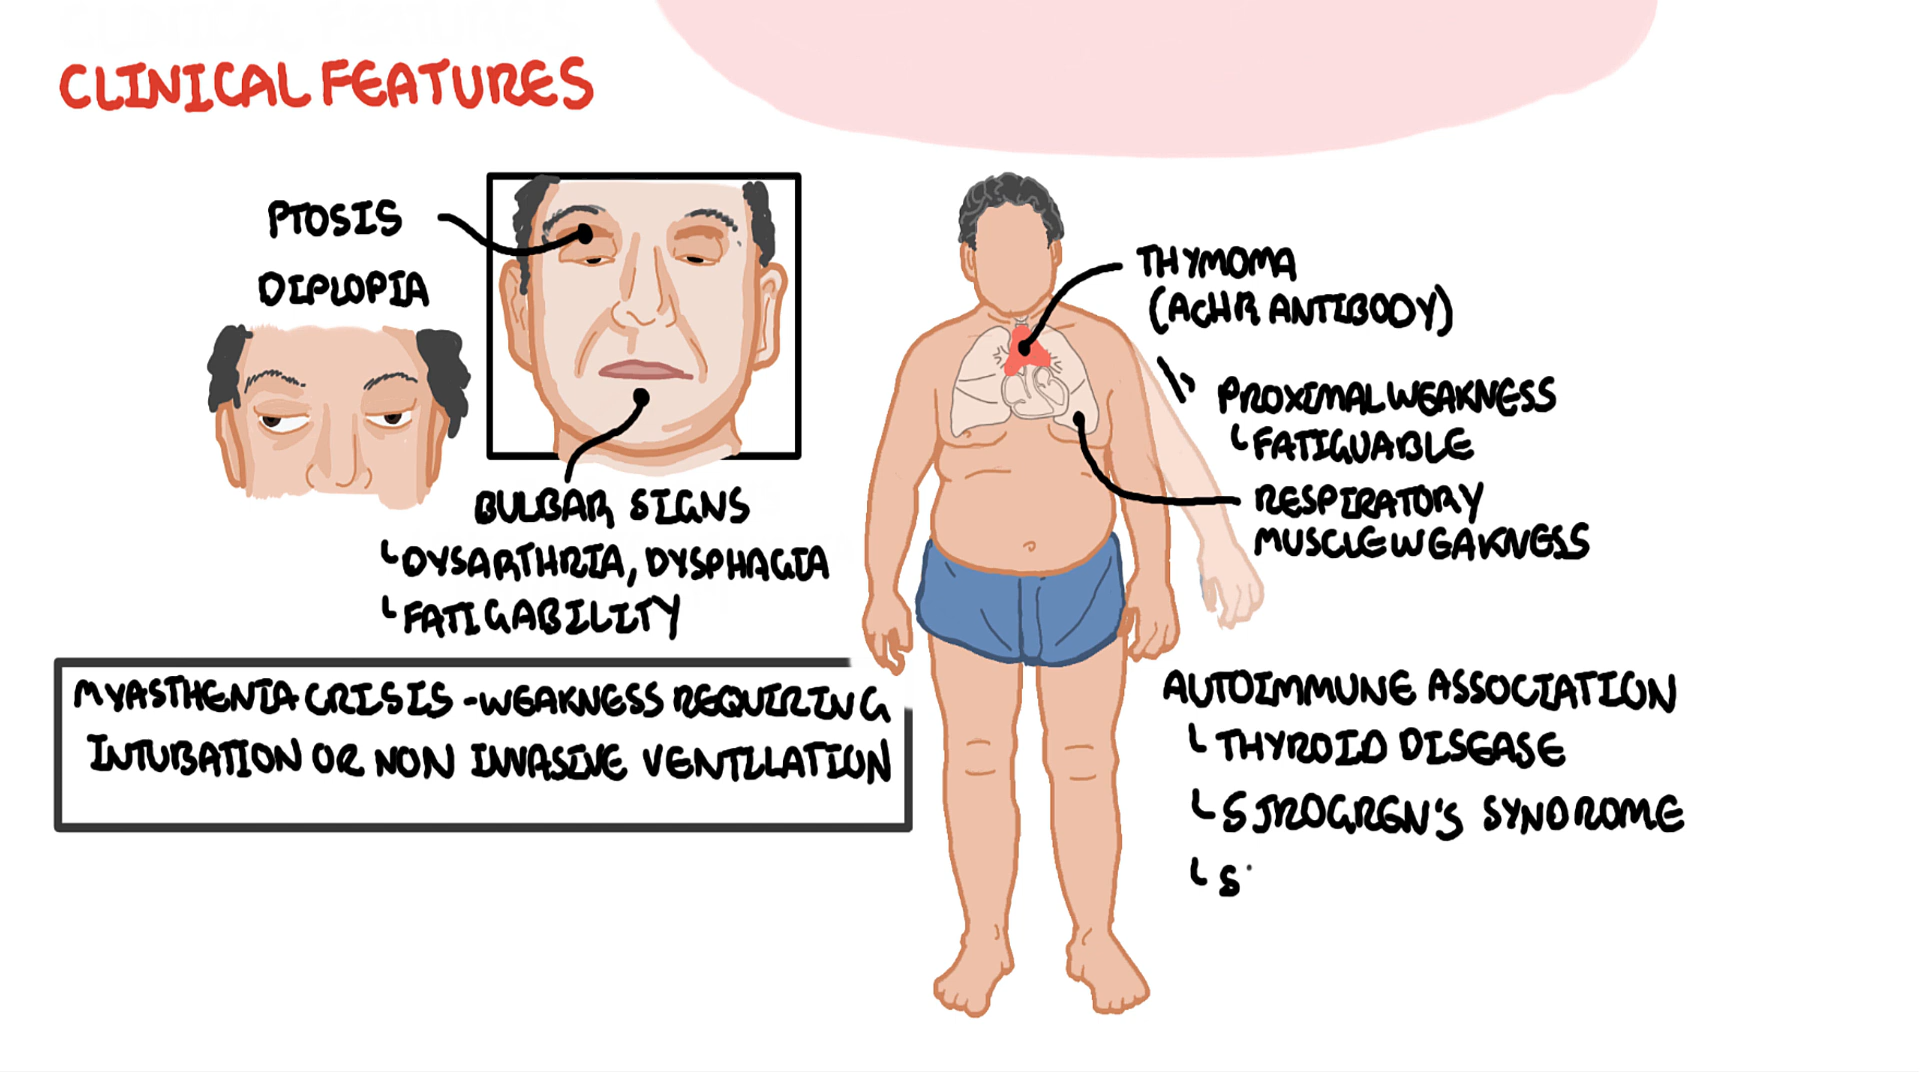 CLINICAL FEATURES
PTOSIS
DIPLOPIA
BULBAR SIGNS
DYSARTHRIA, DYSPHAGIA
FATIGABILITY
MYASTHENIA CRISIS - WEAKNESS REQUIRING
INTUBATION OR NON INVASIVE VENTILATION
THYMOMA
(ACHR ANTIBODY)
PROXIMAL WEAKNESS
FATIGUABLE
RESPIRATORY
MUSCLE WEAKNESS
AUTOIMMUNE ASSOCIATION
THYROID DISEASE
SJROGREN'S SYNDROME
S